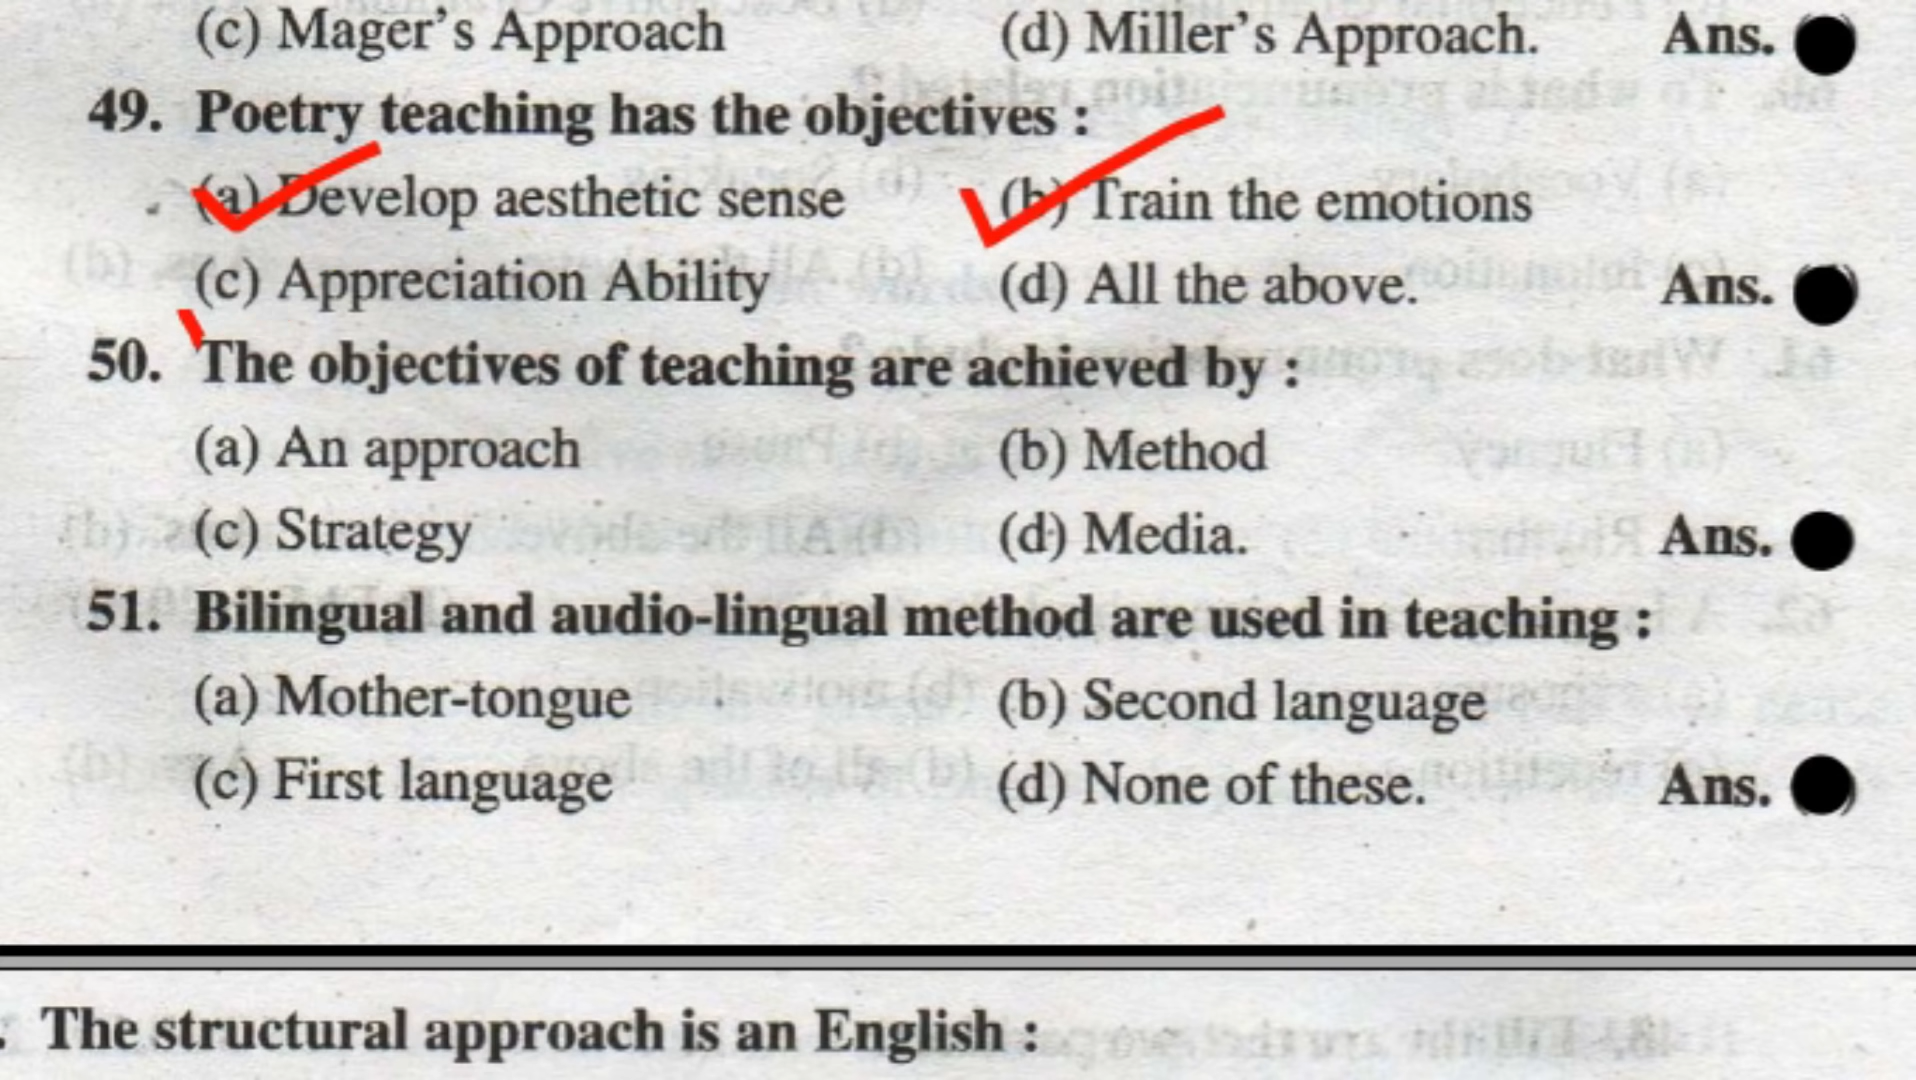 (c) Mager's Approach (d) Miller's Approach. Ans.
49. Poetry teaching has the objectives :
(a) Develop aesthetic sense (b) Train the emotions
(c) Appreciation Ability (d) All the above. Ans.
50. The objectives of teaching are achieved by :
(a) An approach (b) Method
(c) Strategy (d) Media. Ans.
51. Bilingual and audio-lingual method are used in teaching :
(a) Mother-tongue (b) Second language
(c) First language (d) None of these. Ans.
. The structural approach is an English :